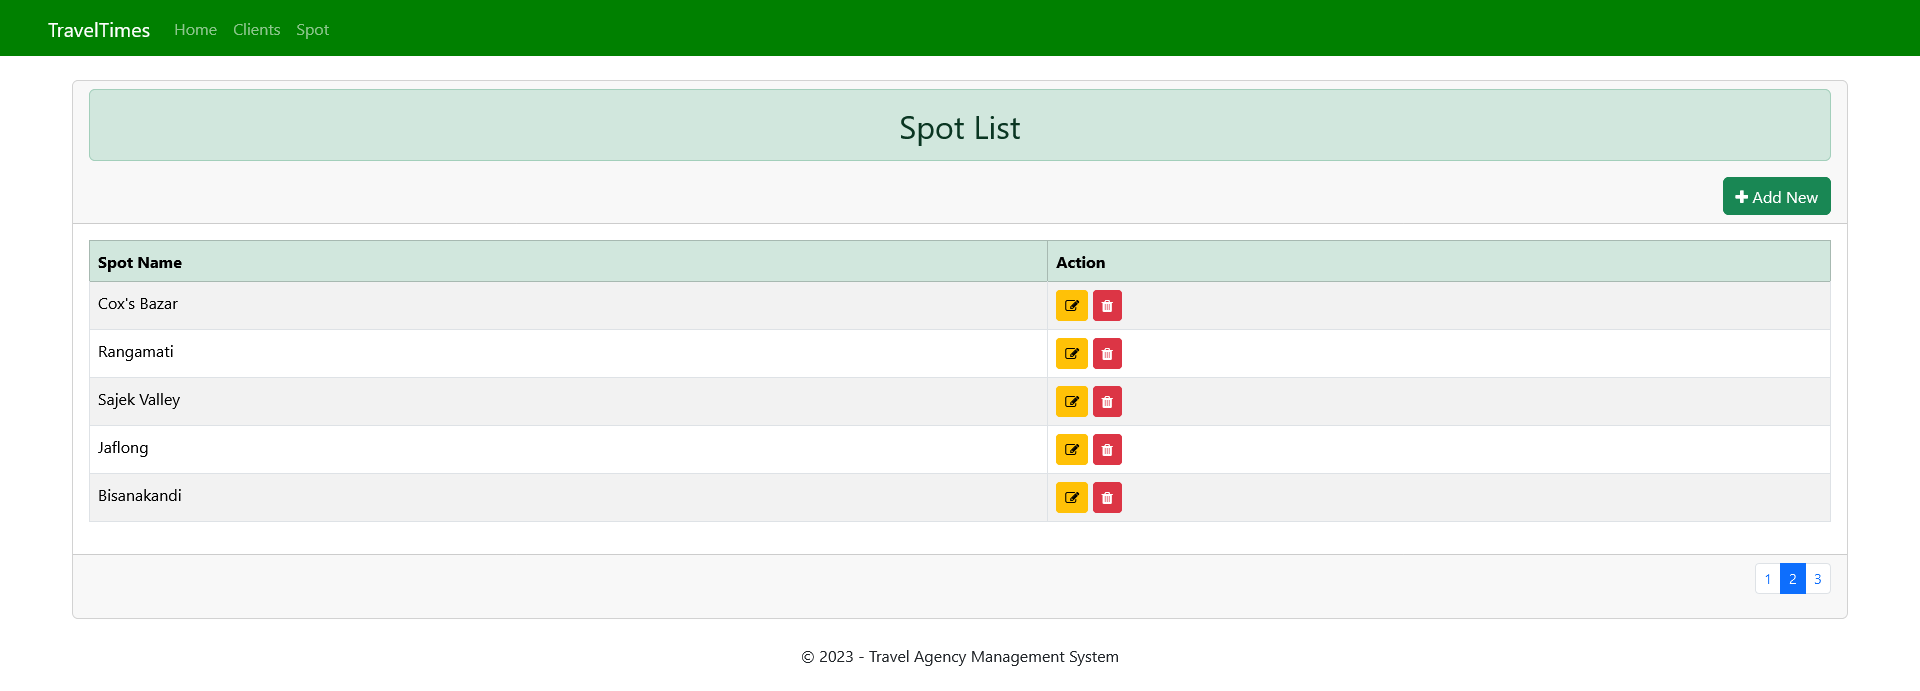 TravelTimes Home Clients Spot
Spot List
Add New
Spot Name Action
Cox's Bazar
Rangamati
Sajek Valley
Jaflong
Bisanakandi
1 2 3
© 2023 - Travel Agency Management System